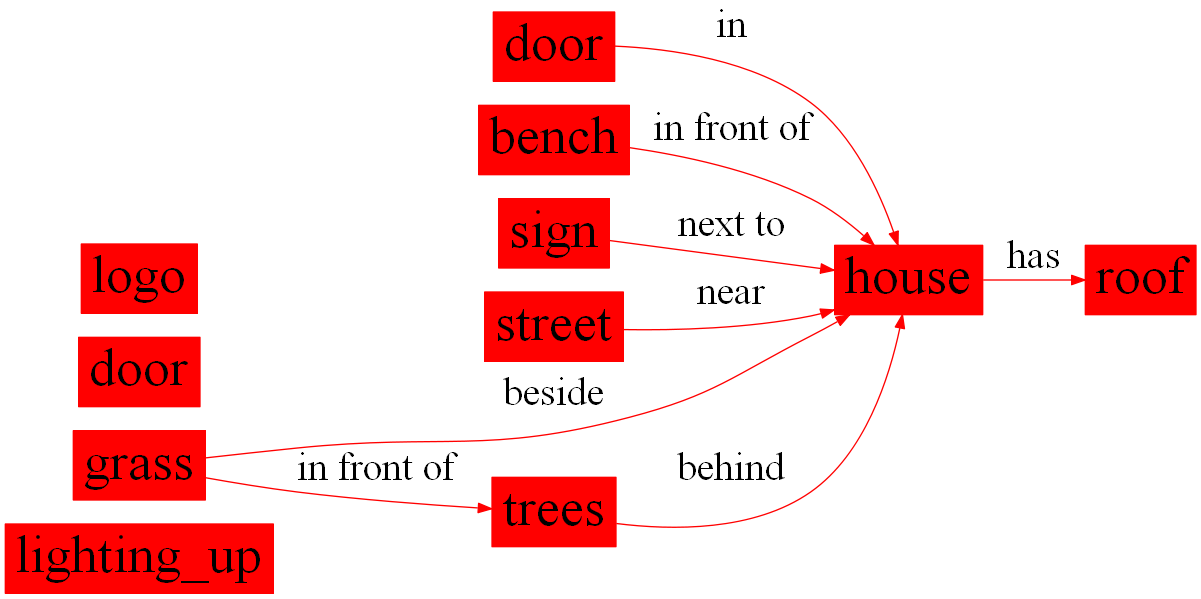 door
in
bench
in front of
sign
next to
logo
house
has
roof
street
near
door
beside
grass
in front of
trees
behind
lighting_up